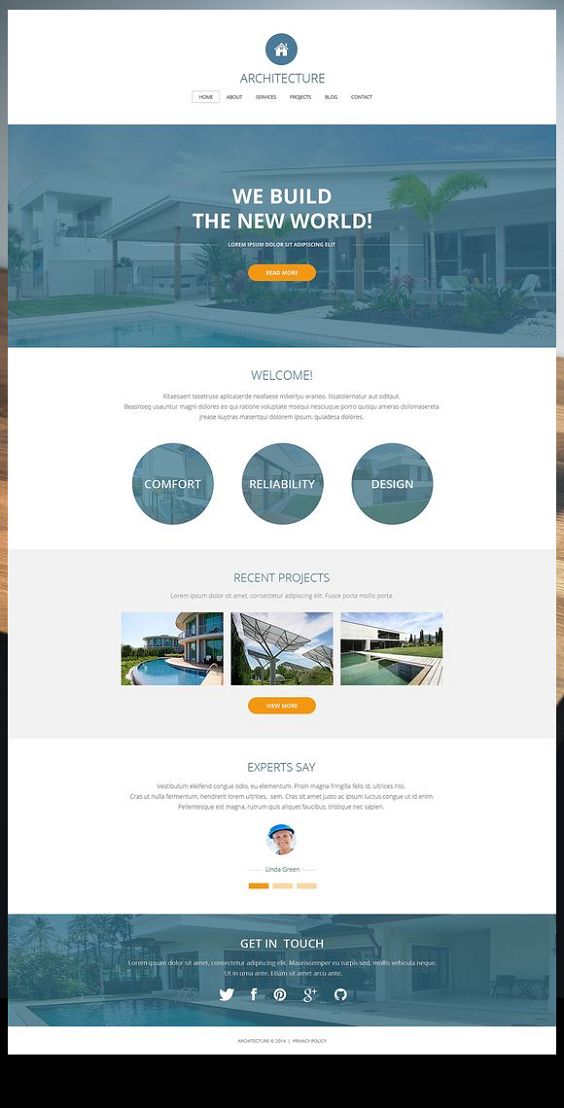 ARCHITECTURE
HOME ABOUT SERVICES PROJECTS BLOG CONTACT
WE BUILD
THE NEW WORLD!
LOREM IPSUM DOLOR SIT ADIPISCING ELIT
READ MORE
WELCOME!
Kitaesaert tasetruse aplicaserde neafaese mikertyu eraneo. Nsatolernatur aut oditaut.
Beasnseq usauntur magni dolores eo qui ratione voluptate msequi nesciuque porro quisqu ameras dolomasereta
jrease kuytras masertqui dolorem ipsum, quiadesa dolores.
COMFORT RELIABILITY DESIGN
RECENT PROJECTS
Lorem ipsum dolor sit amet, consectetur adipiscing elit. Fusce porta mollis porta.
VIEW MORE
EXPERTS SAY
Vestibulum eleifend congue odio, eu elementum. Proin magna fringilla felis id, ultrices nisi.
Cras ut nulla fermentum, hendrerit lorem ultrices, sem. Cras sit amet justo ac ipsum luctus congue ut id enim.
Pellentesque est magna, rutrum quis aliquet faucibus, tristique nec sapien.
Linda Green
GET IN TOUCH
Lorem ipsum dolor sit amet, consectetur adipiscing elit. Maurissemper eu turpis sed, mollis vehicula neque.
Ut in urna ante. Etiam sit amet arcu ante.
g+
ARCHITECTURE © 2014 | PRIVACY POLICY